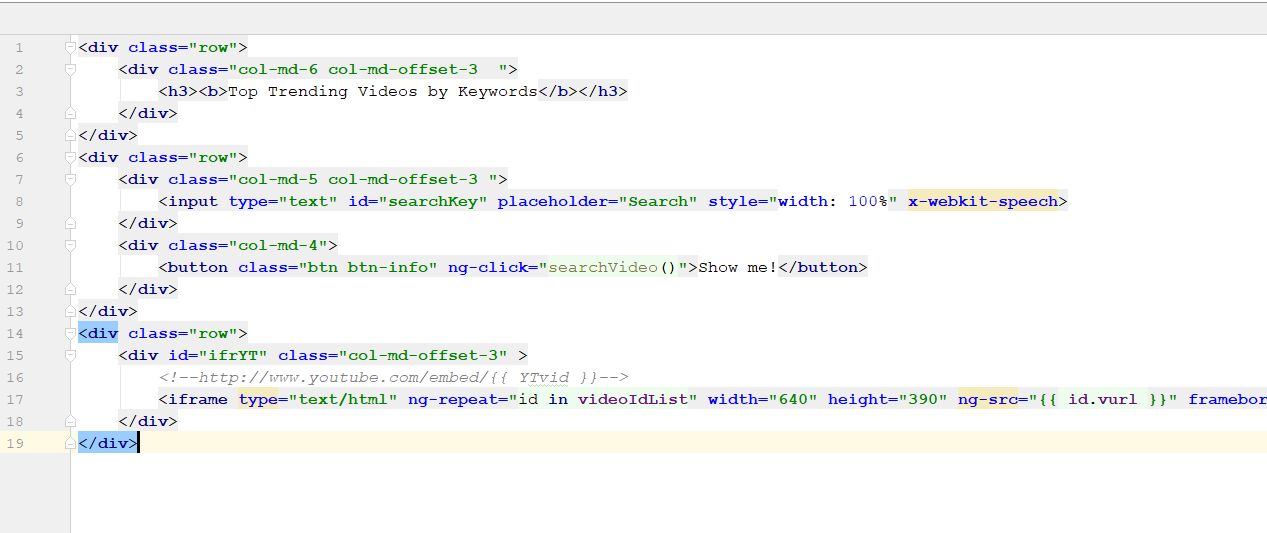 1 <div class="row">
2     <div class="col-md-6 col-md-offset-3  ">
3         <h3><b>Top Trending Videos by Keywords</b></h3>
4     </div>
5 </div>
6 <div class="row">
7     <div class="col-md-5 col-md-offset-3 ">
8         <input type="text" id="searchKey" placeholder="Search" style="width: 100%" x-webkit-speech>
9     </div>
10     <div class="col-md-4">
11         <button class="btn btn-info" ng-click="searchVideo()">Show me!</button>
12     </div>
13 </div>
14 <div class="row">
15     <div id="ifrYT" class="col-md-offset-3" >
16         <!--http://www.youtube.com/embed/{{ YTvid }}-->
17         <iframe type="text/html" ng-repeat="id in videoIdList" width="640" height="390" ng-src="{{ id.vurl }}" framebor
18     </div>
19 </div>